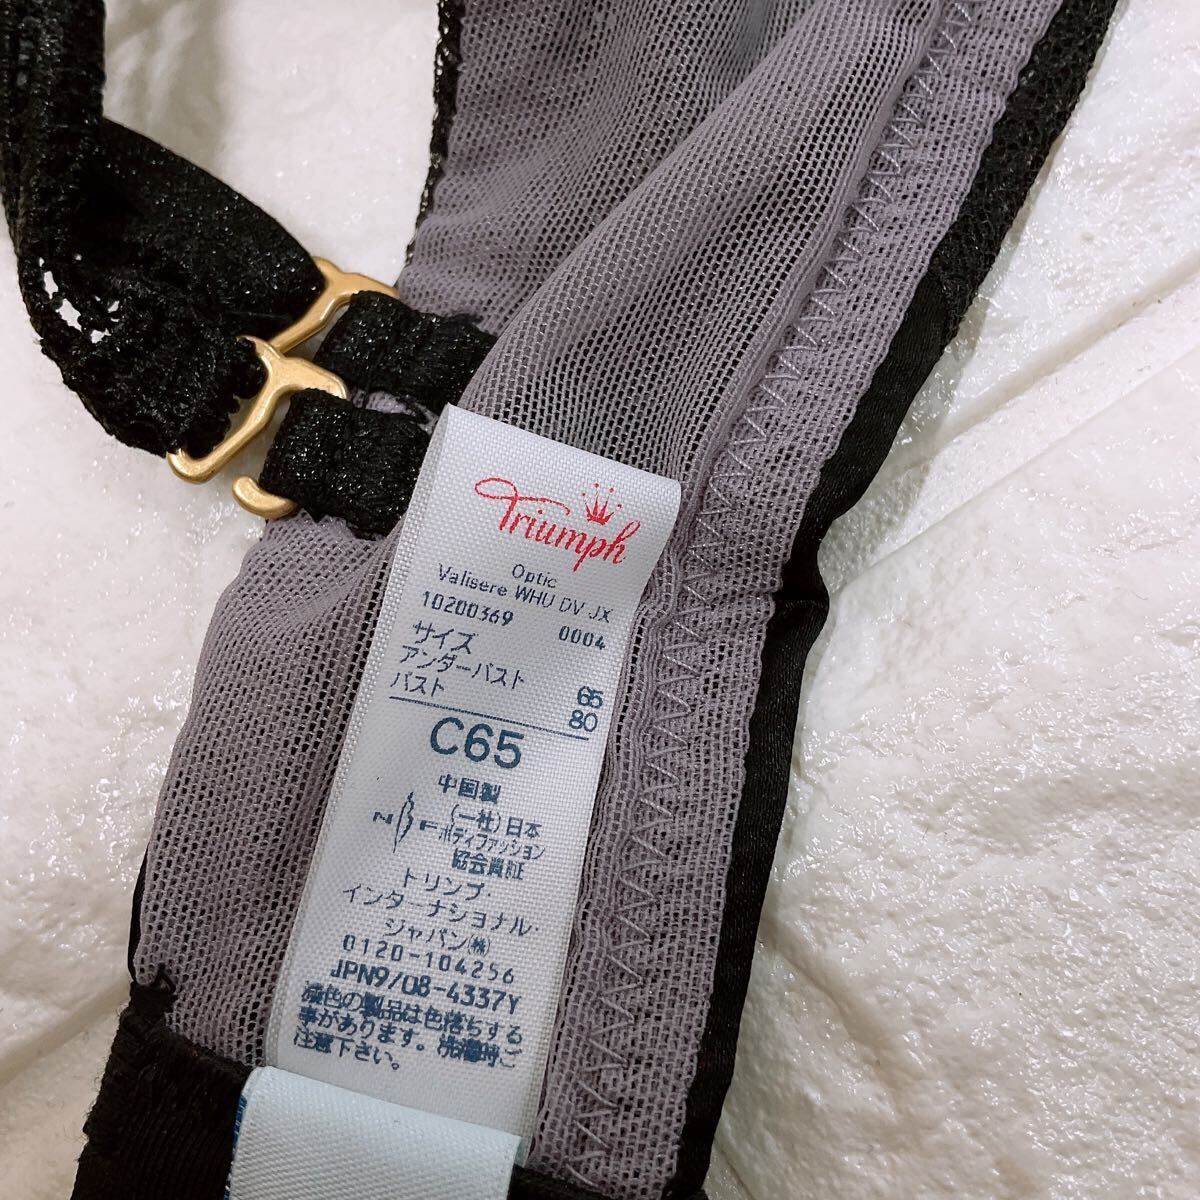 Triumph
Optic
Valisere WHU DV JX
10200369 0004
サイズ
アンダーバスト 65
バスト 80
C65
中国製
(一社)日本
NBF ボディファッション
協会賛証
トリンプ・
インターナショナル・
ジャパン㈱
0120-104256
JPN9/08-4337Y
濃色の製品は色落ちする
事があります。洗濯時ご
注意下さい。